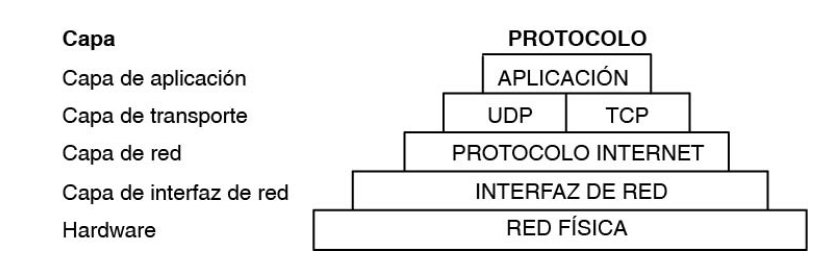 Capa PROTOCOLO
Capa de aplicación APLICACIÓN
Capa de transporte UDP TCP
Capa de red PROTOCOLO INTERNET
Capa de interfaz de red INTERFAZ DE RED
Hardware RED FÍSICA